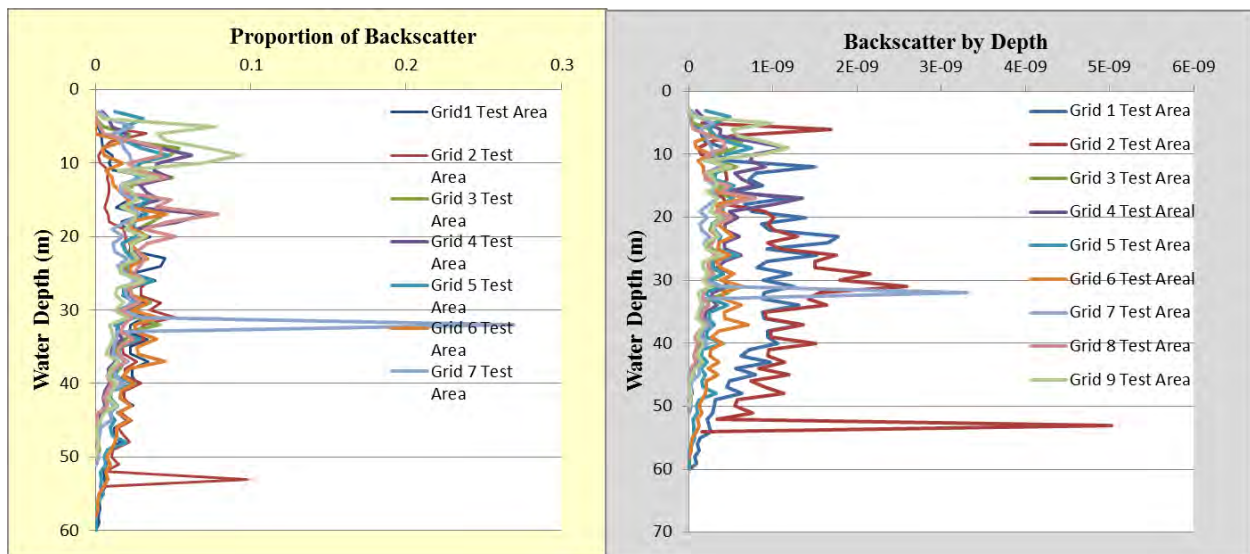 Proportion of Backscatter
0 0.1 0.2 0.3
Water Depth (m)
0
10
20
30
40
50
60
Grid1 Test Area
Grid 2 Test
Area
Grid 3 Test
Area
Grid 4 Test
Area
Grid 5 Test
Area
Grid 6 Test
Area
Grid 7 Test
Area
Backscatter by Depth
0 1E-09 2E-09 3E-09 4E-09 5E-09 6E-09
Water Depth (m)
0
10
20
30
40
50
60
70
Grid 1 Test Area
Grid 2 Test Area
Grid 3 Test Area
Grid 4 Test Areal
Grid 5 Test Area
Grid 6 Test Areal
Grid 7 Test Area
Grid 8 Test Area
Grid 9 Test Area